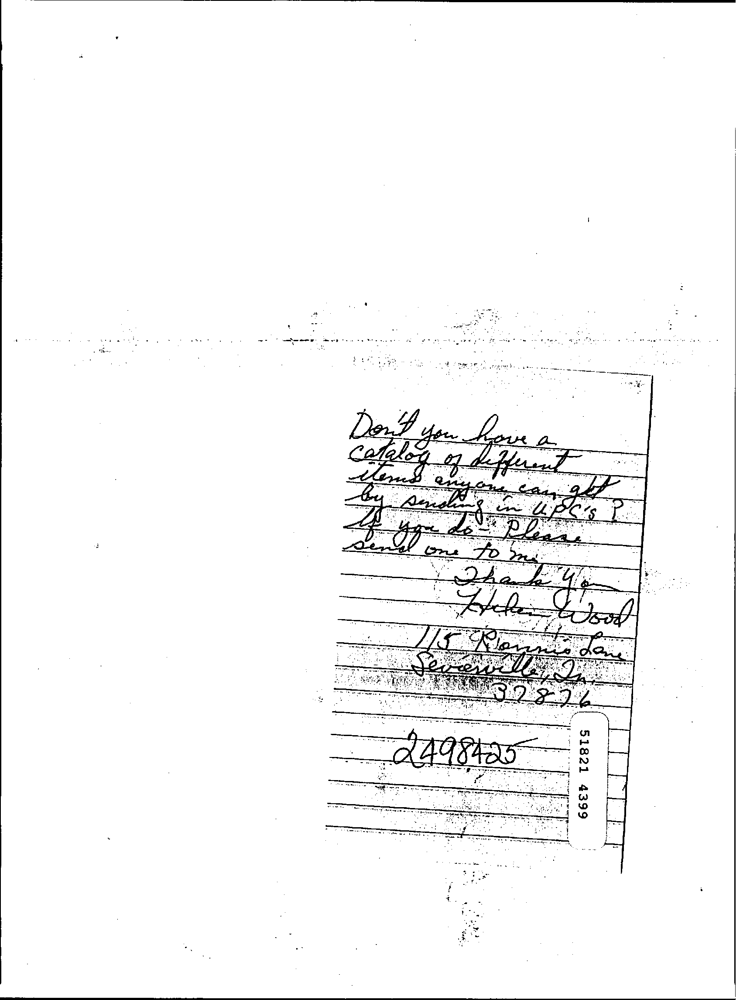 Don't you have a
catalog of different
items anyone can get
by sending in UPC's?
If you do - Please
send one to me
Thank You
Helen Wood
115 Ronnie Lane
Sevierville, Tn.
37876
2498425
51821 4399